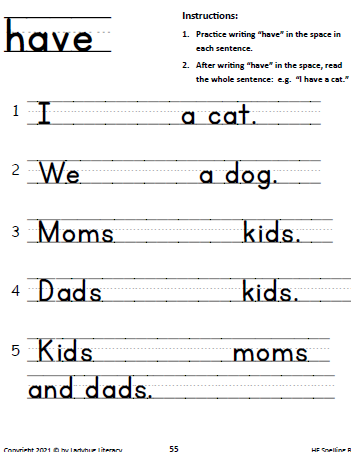 have
Instructions:
1. Practice writing “have” in the space in
each sentence.
2. After writing “have” in the space, read
the whole sentence: e.g. “I have a cat.”
1 I a cat.
2 We a dog.
3 Moms kids.
4 Dads kids.
5 Kids moms
and dads.
Copyright 2021 © by Ladybug Literacy 55 HF Spelling